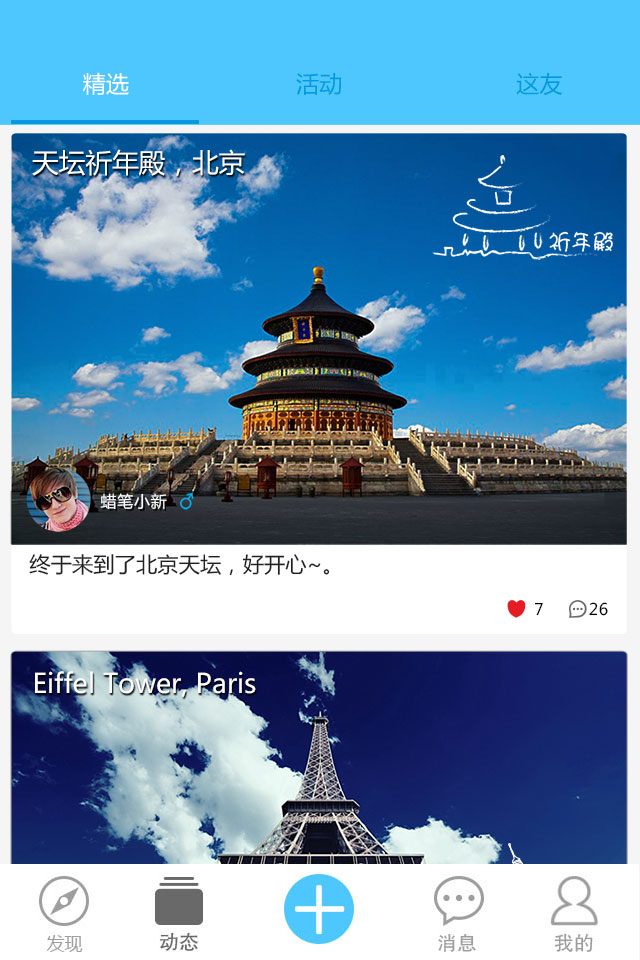 精选 活动 这友
天坛祈年殿，北京
祈年殿
蜡笔小新
终于来到了北京天坛，好开心~。
7 26
Eiffel Tower, Paris
发现 动态 消息 我的